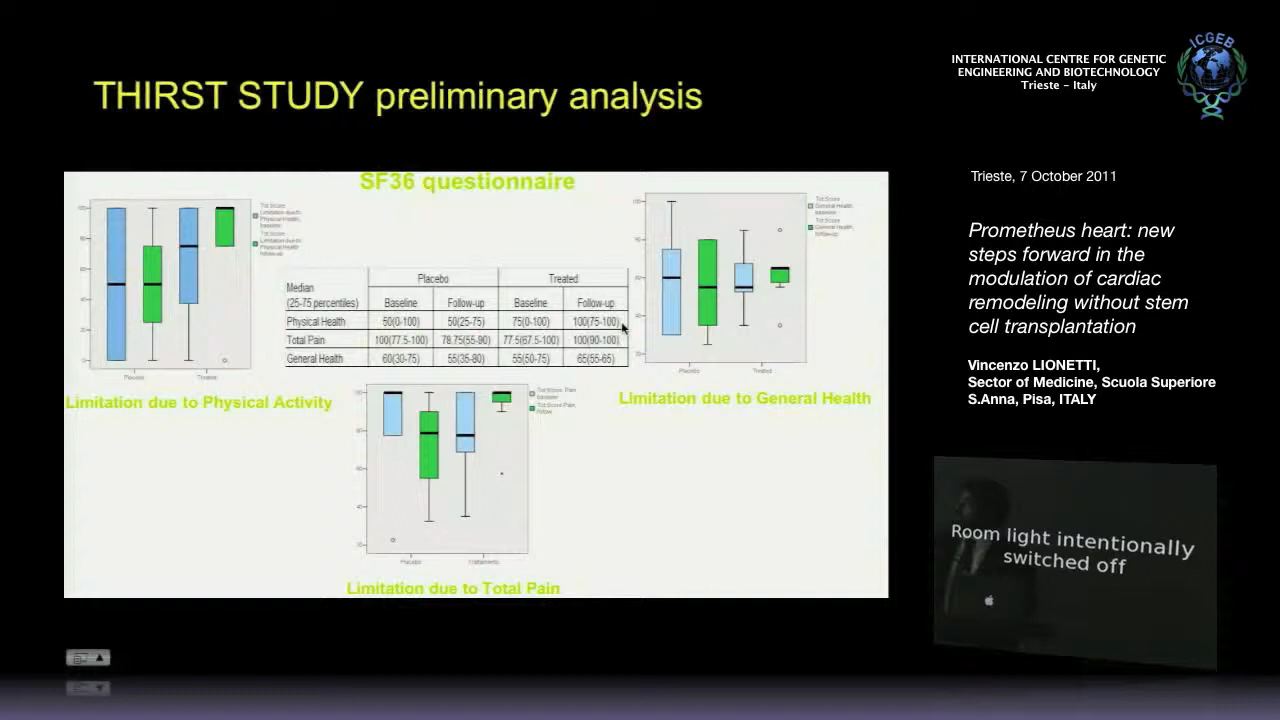 THIRST STUDY preliminary analysis
INTERNATIONAL CENTRE FOR GENETIC
ENGINEERING AND BIOTECHNOLOGY
Trieste - Italy
ICGEB
Trieste, 7 October 2011
Prometheus heart: new
steps forward in the
modulation of cardiac
remodeling without stem
cell transplantation
Vincenzo LIONETTI,
Sector of Medicine, Scuola Superiore
S.Anna, Pisa, ITALY
SF36 questionnaire
Median
(25-75 percentiles) Placebo Treated
Baseline Follow-up Baseline Follow-up
Physical Health 50(0-100) 50(25-75) 75(0-100) 100(75-100)
Total Pain 100(77.5-100) 78.75(55-90) 77.5(67.5-100) 100(90-100)
General Health 60(30-75) 55(35-80) 55(50-75) 65(55-65)
Placebo Treated
Limitation due to Physical Activity
Placebo Treated
Limitation due to General Health
Placebo
Limitation due to Total Pain
Room light intentionally
switched off